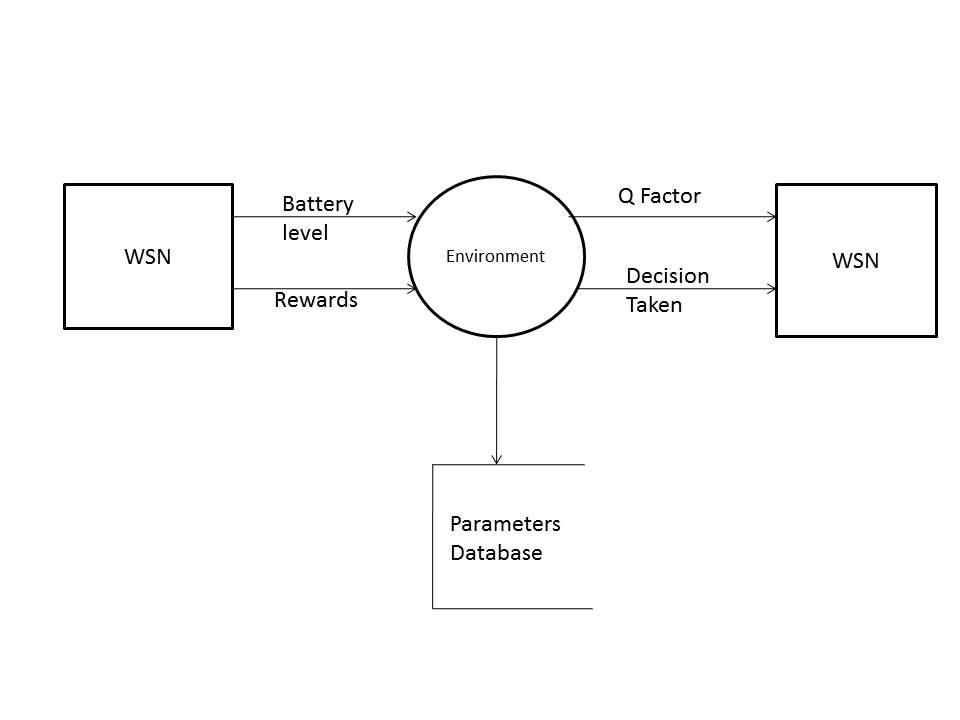 WSN
Battery
level
Rewards
Environment
Q Factor
Decision
Taken
WSN
Parameters
Database